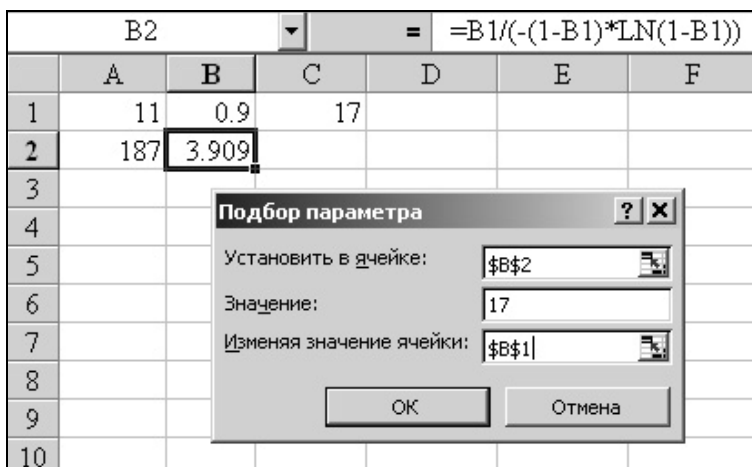 B2 = =B1/(-(1-B1)*LN(1-B1))
A B C D E F
1 11 0.9 17
2 187 3.909
3
4
5
6
7
8
9
10
Подбор параметра ? ×
Установить в ячейке: $B$2
Значение: 17
Изменяя значение ячейки: $B$1
ОК Отмена